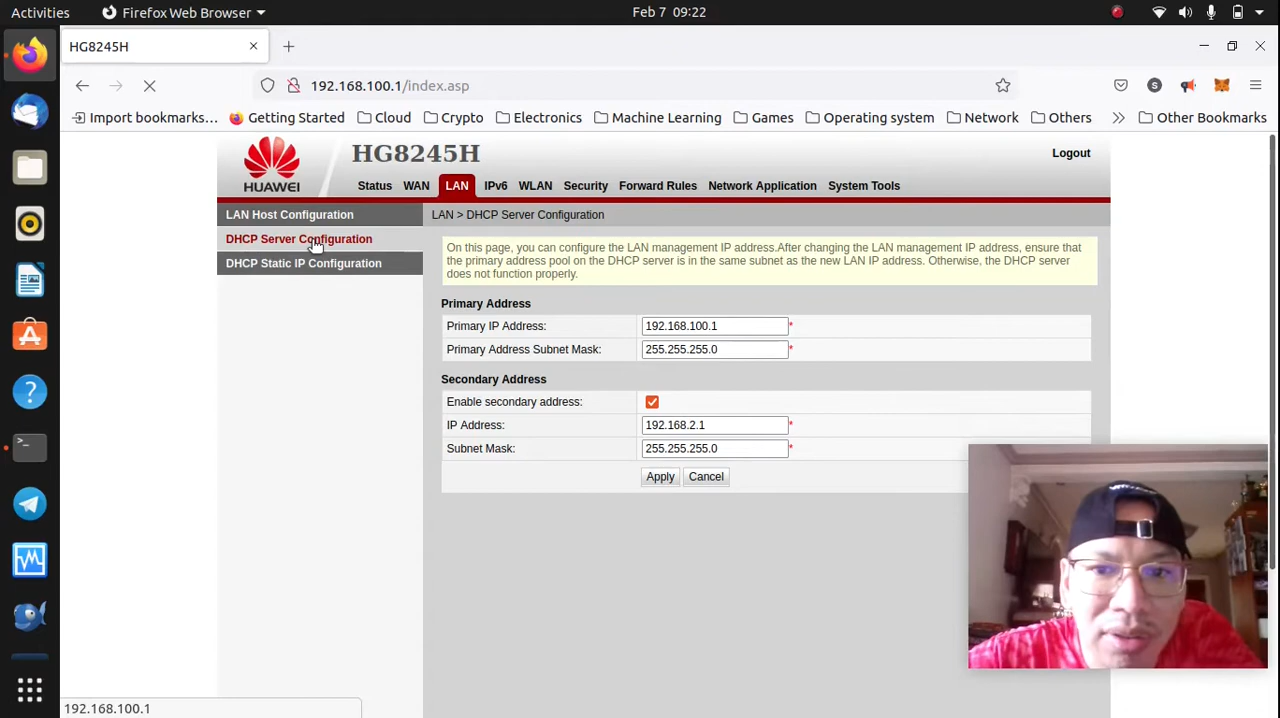 Activities Firefox Web Browser Feb 7 09:22
HG8245H
192.168.100.1/index.asp
Import bookmarks... Getting Started Cloud Crypto Electronics Machine Learning Games Operating system Network Others Other Bookmarks
HUAWEI
HG8245H
Logout
Status WAN LAN IPv6 WLAN Security Forward Rules Network Application System Tools
LAN Host Configuration
DHCP Server Configuration
DHCP Static IP Configuration
LAN > DHCP Server Configuration
On this page, you can configure the LAN management IP address.After changing the LAN management IP address, ensure that
the primary address pool on the DHCP server is in the same subnet as the new LAN IP address. Otherwise, the DHCP server
does not function properly.
Primary Address
Primary IP Address: 192.168.100.1 *
Primary Address Subnet Mask: 255.255.255.0 *
Secondary Address
Enable secondary address:
IP Address: 192.168.2.1 *
Subnet Mask: 255.255.255.0 *
Apply Cancel
192.168.100.1